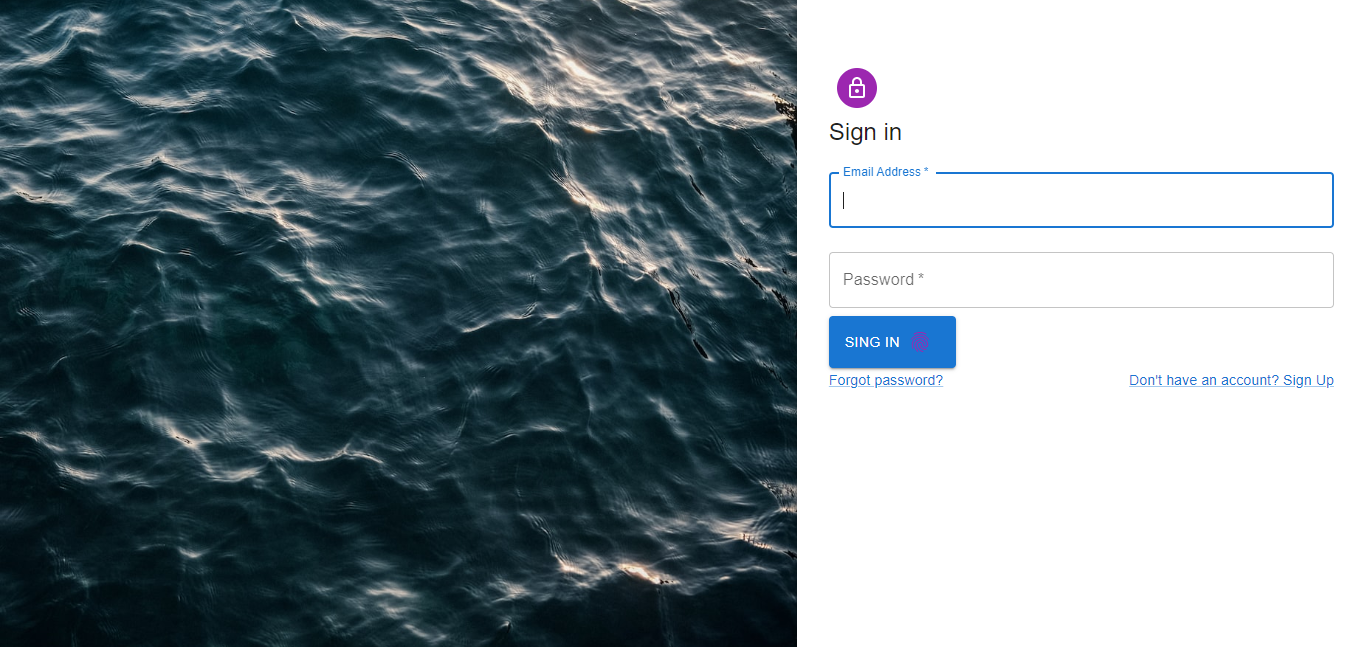 Sign in
Email Address *
Password *
SING IN
Forgot password?
Don't have an account? Sign Up